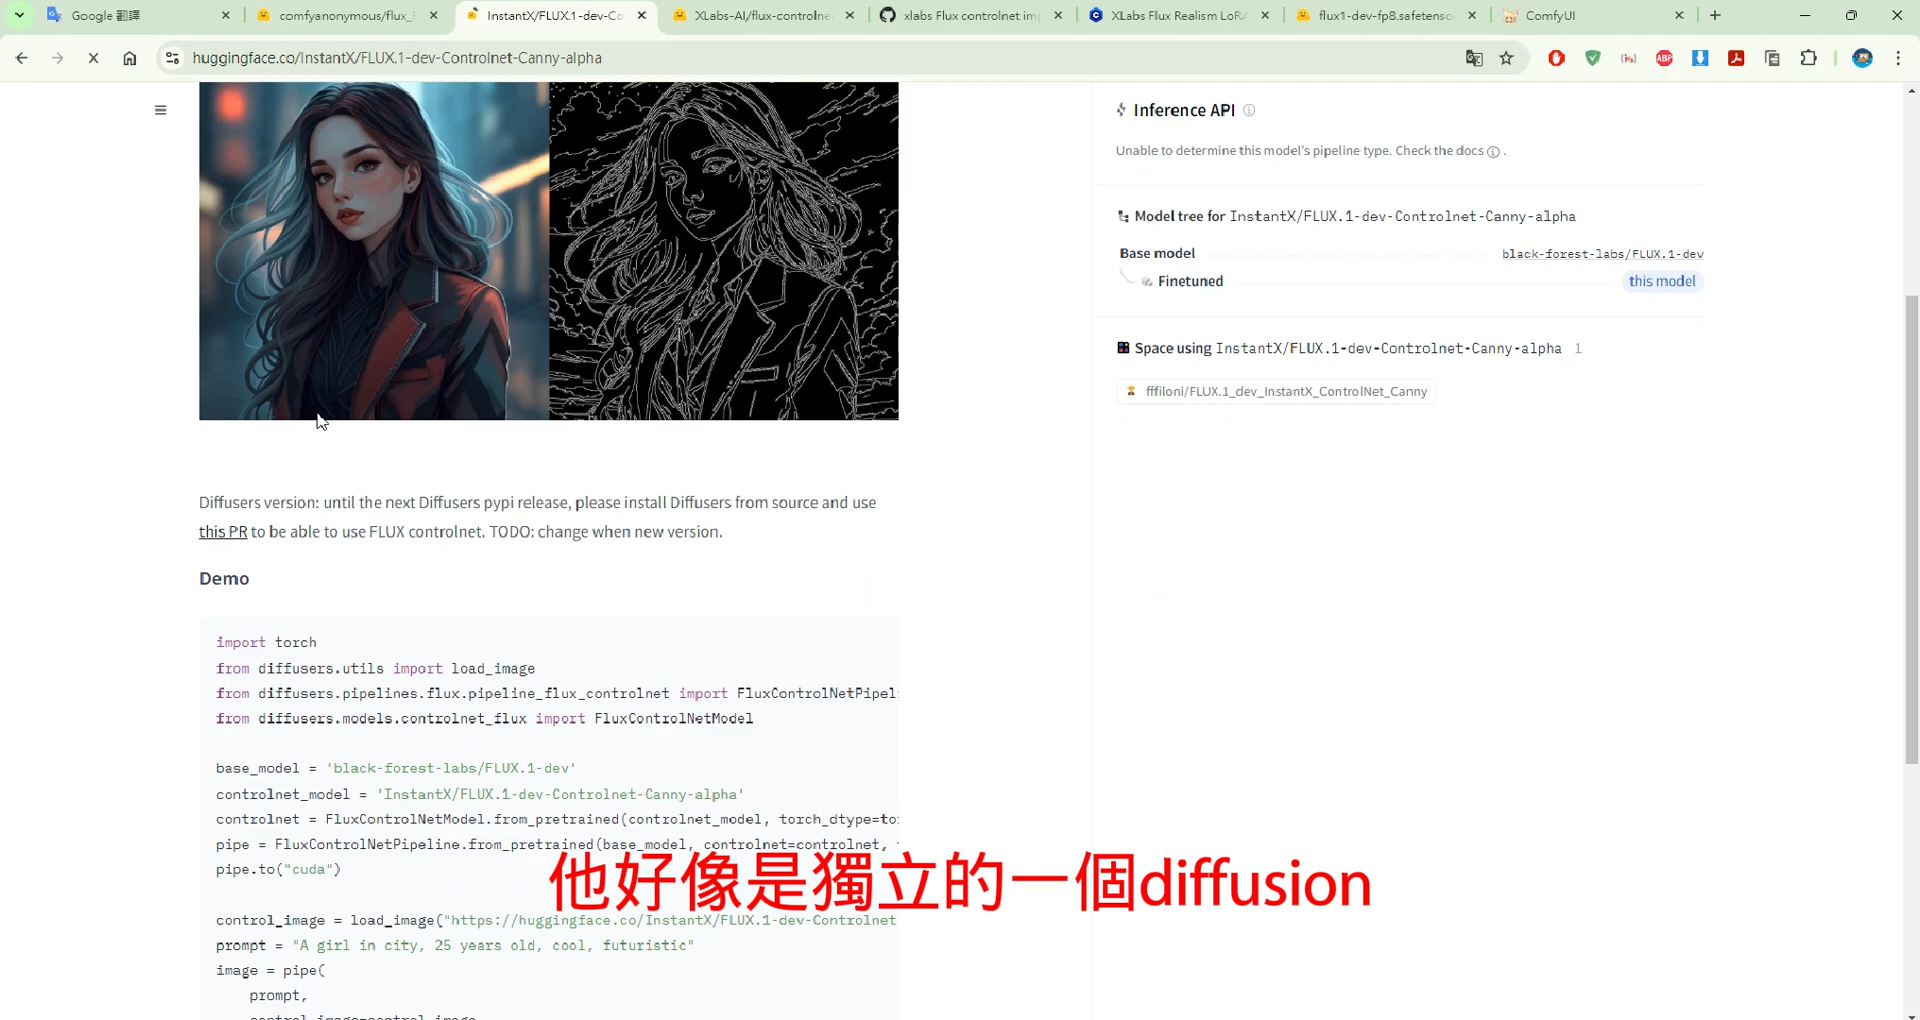 Google 翻譯
comfyanonymous/flux_
InstantX/FLUX.1-dev-Co
XLabs-AI/flux-controlne
xlabs Flux controlnet im
XLabs Flux Realism LoRA
flux1-dev-fp8.safetenso
ComfyUI
huggingface.co/InstantX/FLUX.1-dev-Controlnet-Canny-alpha
ABP
Inference API
Unable to determine this model's pipeline type. Check the docs .
Model tree for InstantX/FLUX.1-dev-Controlnet-Canny-alpha
Base model black-forest-labs/FLUX.1-dev
Finetuned this model
Space using InstantX/FLUX.1-dev-Controlnet-Canny-alpha 1
fffiloni/FLUX.1_dev_InstantX_ControlNet_Canny
Diffusers version: until the next Diffusers pypi release, please install Diffusers from source and use
this PR to be able to use FLUX controlnet. TODO: change when new version.
Demo
import torch
from diffusers.utils import load_image
from diffusers.pipelines.flux.pipeline_flux_controlnet import FluxControlNetPipel
from diffusers.models.controlnet_flux import FluxControlNetModel
base_model = 'black-forest-labs/FLUX.1-dev'
controlnet_model = 'InstantX/FLUX.1-dev-Controlnet-Canny-alpha'
controlnet = FluxControlNetModel.from_pretrained(controlnet_model, torch_dtype=to
pipe = FluxControlNetPipeline.from_pretrained(base_model, controlnet=controlnet,
pipe.to("cuda")
他好像是獨立的一個diffusion
control_image = load_image("https://huggingface.co/InstantX/FLUX.1-dev-Controlnet
prompt = "A girl in city, 25 years old, cool, futuristic"
image = pipe(
prompt,
control_image=control_image,